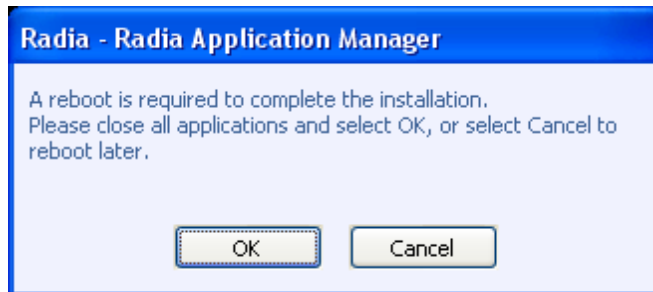 Radia - Radia Application Manager
A reboot is required to complete the installation.
Please close all applications and select OK, or select Cancel to
reboot later.
OK
Cancel